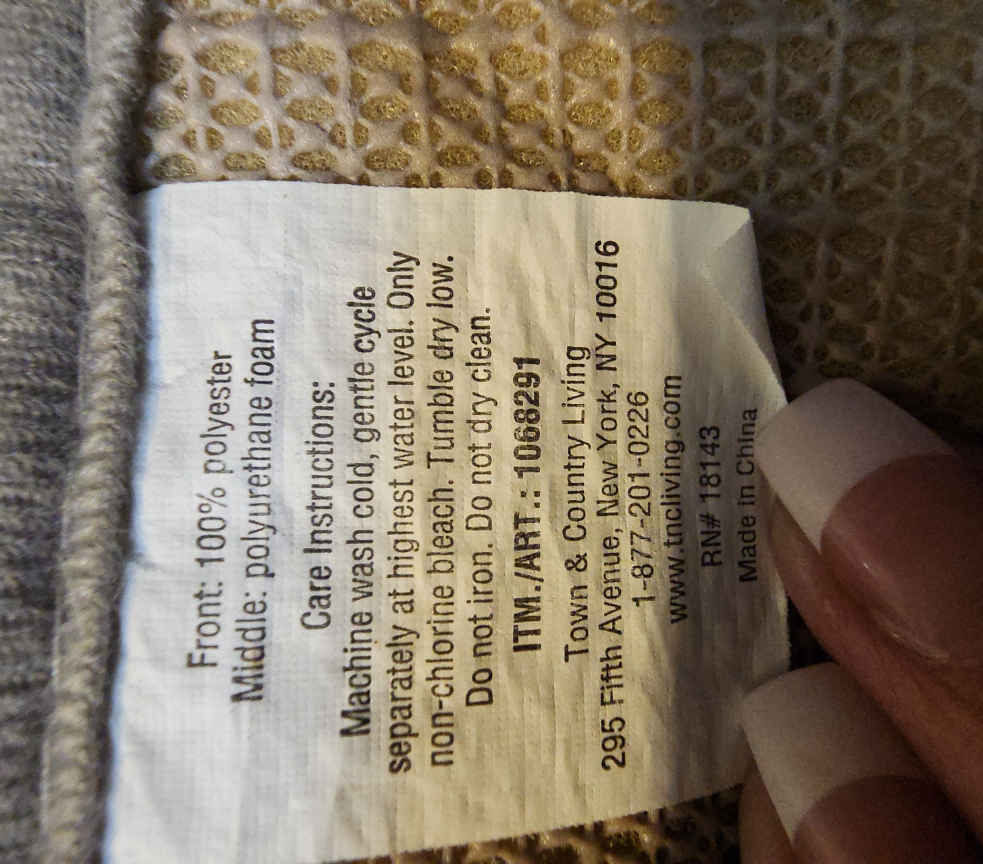 Front: 100% polyester
Middle: polyurethane foam
Care Instructions:
Machine wash cold, gentle cycle
separately at highest water level. Only
non-chlorine bleach. Tumble dry low.
Do not iron. Do not dry clean.
ITM./ART.: 1068291
Town & Country Living
295 Fifth Avenue, New York, NY 10016
1-877-201-0226
www.tncliving.com
RN# 18143
Made in China